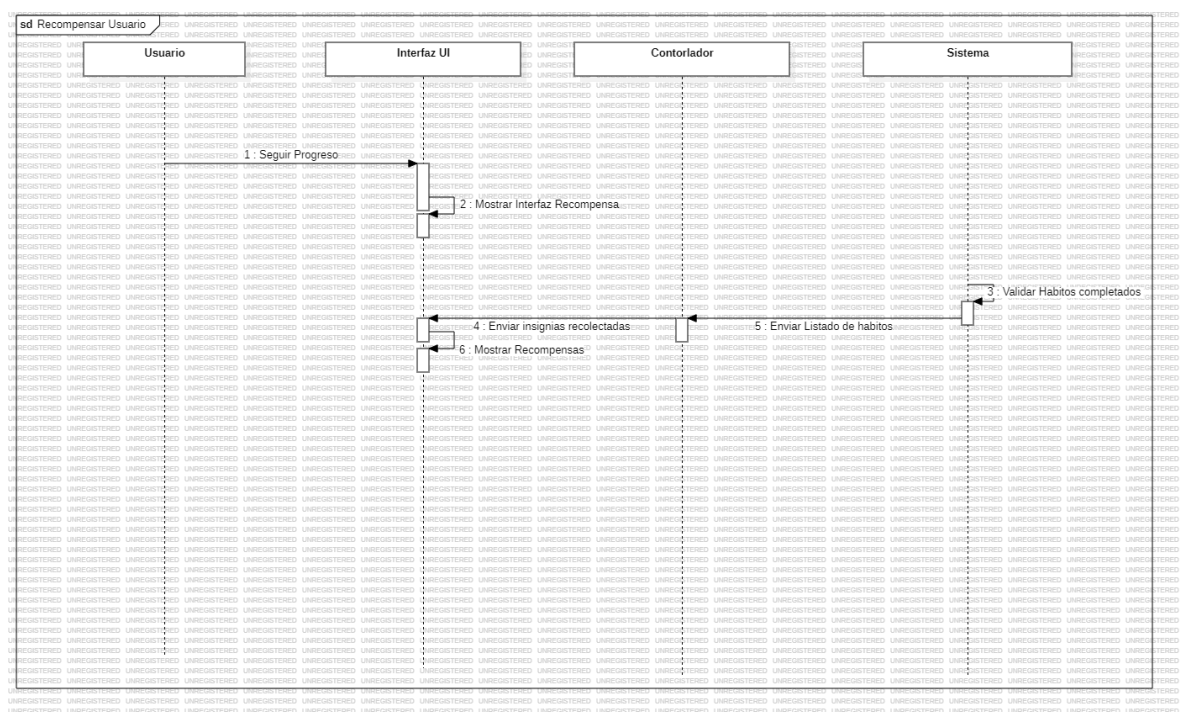 sd Recompensar Usuario
Usuario
Interfaz UI
Contorlador
Sistema
1 : Seguir Progreso
2 : Mostrar Interfaz Recompensa
3 : Validar Habitos completados
4 : Enviar insignias recolectadas
5 : Enviar Listado de habitos
6 : Mostrar Recompensas
UNREGISTERED